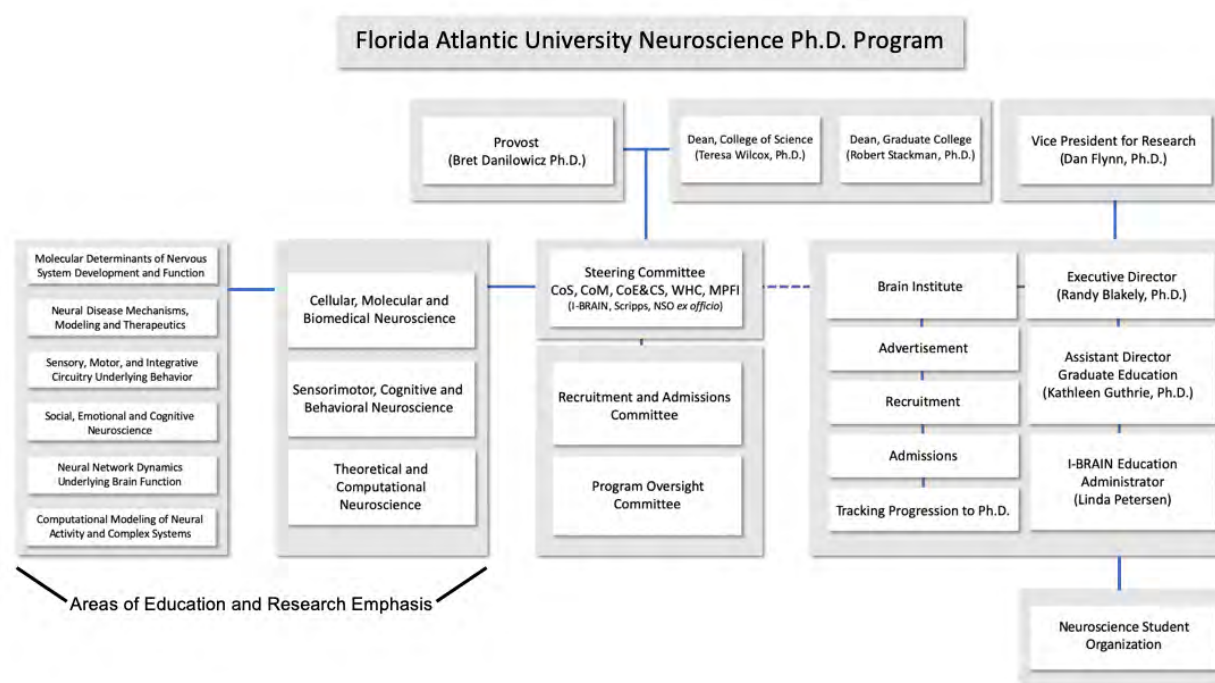 Florida Atlantic University Neuroscience Ph.D. Program
Provost
(Bret Danilowicz Ph.D.)
Dean, College of Science
(Teresa Wilcox, Ph.D.)
Dean, Graduate College
(Robert Stackman, Ph.D.)
Vice President for Research
(Dan Flynn, Ph.D.)
Molecular Determinants of Nervous
System Development and Function
Neural Disease Mechanisms,
Modeling and Therapeutics
Sensory, Motor, and Integrative
Circuitry Underlying Behavior
Social, Emotional and Cognitive
Neuroscience
Neural Network Dynamics
Underlying Brain Function
Computational Modeling of Neural
Activity and Complex Systems
Cellular, Molecular and
Biomedical Neuroscience
Sensorimotor, Cognitive and
Behavioral Neuroscience
Theoretical and
Computational
Neuroscience
Areas of Education and Research Emphasis
Steering Committee
CoS, CoM, CoE&CS, WHC, MPFI
(I-BRAIN, Scripps, NSO ex officio)
Recruitment and Admissions
Committee
Program Oversight
Committee
Brain Institute
Advertisement
Recruitment
Admissions
Tracking Progression to Ph.D.
Executive Director
(Randy Blakely, Ph.D.)
Assistant Director
Graduate Education
(Kathleen Guthrie, Ph.D.)
I-BRAIN Education
Administrator
(Linda Petersen)
Neuroscience Student
Organization